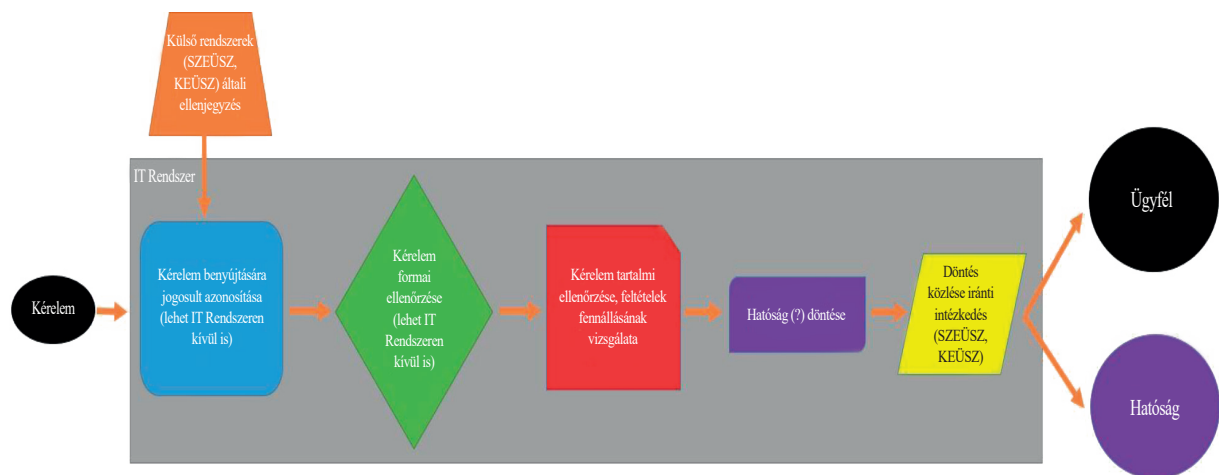 Külső rendszerek
(SZEÜSZ,
KEÜSZ) általi
ellenjegyzés
IT Rendszer
Kérelem
Kérelem benyújtására
jogosult azonosítása
(lehet IT Rendszeren
kívül is)
Kérelem
formai
ellenőrzése
(lehet IT
Rendszeren
kívül is)
Kérelem tartalmi
ellenőrzése, feltételek
fennállásának
vizsgálata
Hatóság (?) döntése
Döntés
közlése iránti
intézkedés
(SZEÜSZ,
KEÜSZ)
Ügyfél
Hatóság